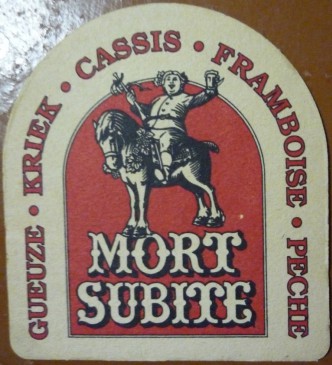 GUEUZE • KRIEK • CASSIS • FRAMBOISE • PECHE
MORT
SUBITE